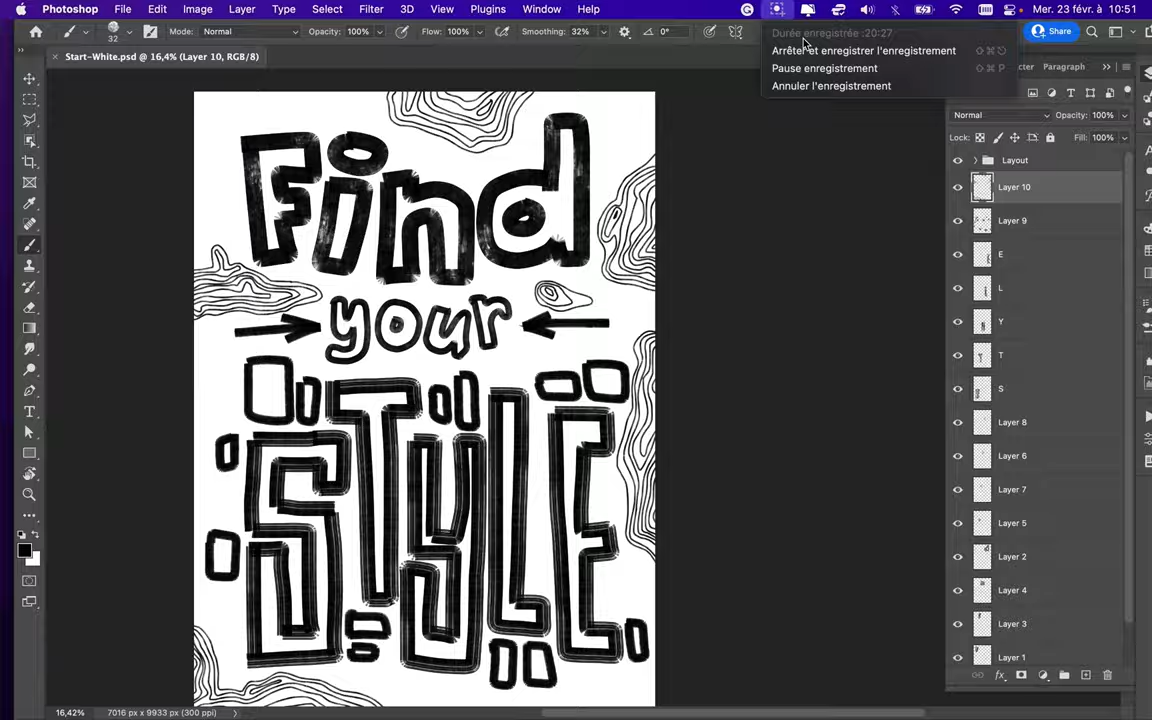 Photoshop File Edit Image Layer Type Select Filter 3D View Plugins Window Help Mer. 23 févr. à 10:51
32 Mode: Normal Opacity: 100% Flow: 100% Smoothing: 32% 0° Share
Durée enregistrée :20:27
Arrêter et enregistrer l'enregistrement
Pause enregistrement P
Annuler l'enregistrement
Start-White.psd @ 16,4% (Layer 10, RGB/8)
cter Paragraph
Normal Opacity: 100%
Lock: Fill: 100%
Layout
Layer 10
Layer 9
E
L
Y
T
S
Layer 8
Layer 6
Layer 7
Layer 5
Layer 2
Layer 4
Layer 3
Layer 1
Find
your
STYLE
16,42% 7016 px x 9933 px (300 ppi)